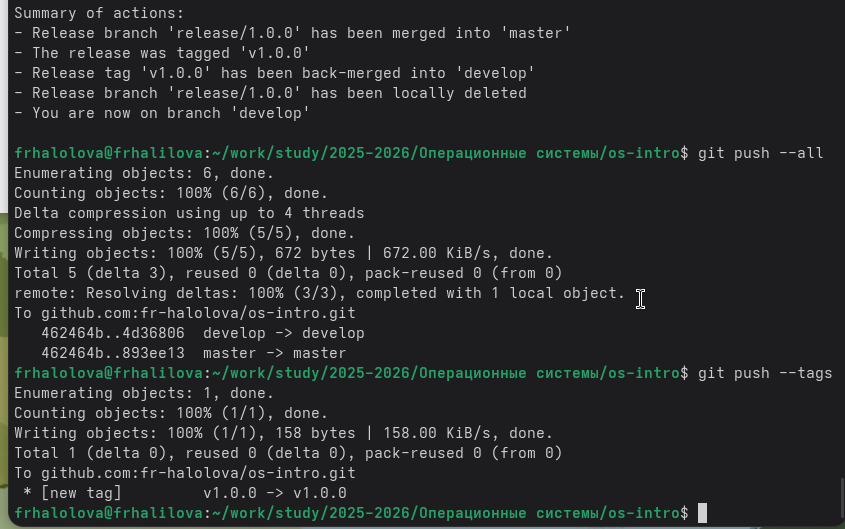 Summary of actions:
- Release branch 'release/1.0.0' has been merged into 'master'
- The release was tagged 'v1.0.0'
- Release tag 'v1.0.0' has been back-merged into 'develop'
- Release branch 'release/1.0.0' has been locally deleted
- You are now on branch 'develop'
frhalolova@frhalilova:~/work/study/2025-2026/Операционные системы/os-intro$ git push --all
Enumerating objects: 6, done.
Counting objects: 100% (6/6), done.
Delta compression using up to 4 threads
Compressing objects: 100% (5/5), done.
Writing objects: 100% (5/5), 672 bytes | 672.00 KiB/s, done.
Total 5 (delta 3), reused 0 (delta 0), pack-reused 0 (from 0)
remote: Resolving deltas: 100% (3/3), completed with 1 local object.
To github.com:fr-halolova/os-intro.git
   462464b..4d36806  develop -> develop
   462464b..893ee13  master -> master
frhalolova@frhalilova:~/work/study/2025-2026/Операционные системы/os-intro$ git push --tags
Enumerating objects: 1, done.
Counting objects: 100% (1/1), done.
Writing objects: 100% (1/1), 158 bytes | 158.00 KiB/s, done.
Total 1 (delta 0), reused 0 (delta 0), pack-reused 0 (from 0)
To github.com:fr-halolova/os-intro.git
 * [new tag]         v1.0.0 -> v1.0.0
frhalolova@frhalilova:~/work/study/2025-2026/Операционные системы/os-intro$